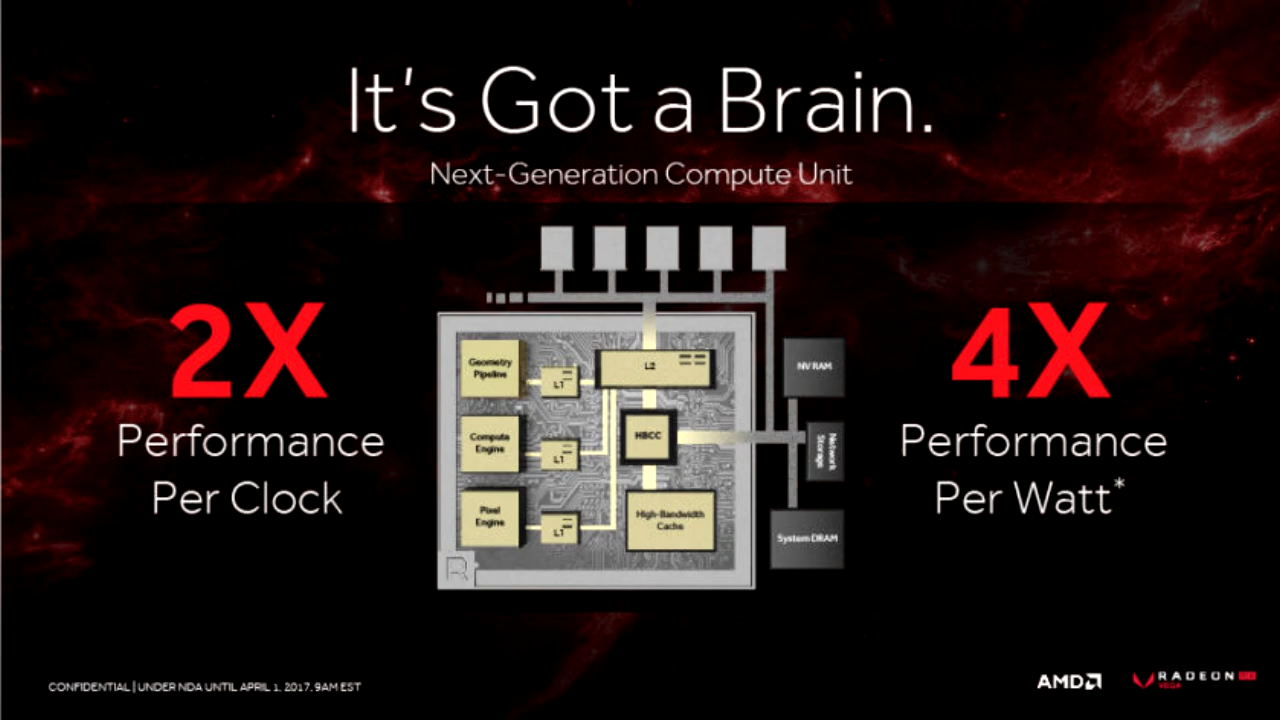 It's Got a Brain.
Next-Generation Compute Unit
2X
Performance
Per Clock
Geometry
Pipeline
L1
L2
NV RAM
Compute
Engine
L1
HBCC
Network
Storage
Pixel
Engine
L1
High-Bandwidth
Cache
System DRAM
R
4X
Performance
Per Watt*
CONFIDENTIAL | UNDER NDA UNTIL APRIL 1, 2017, 9AM EST
AMD
RADEON
VEGA